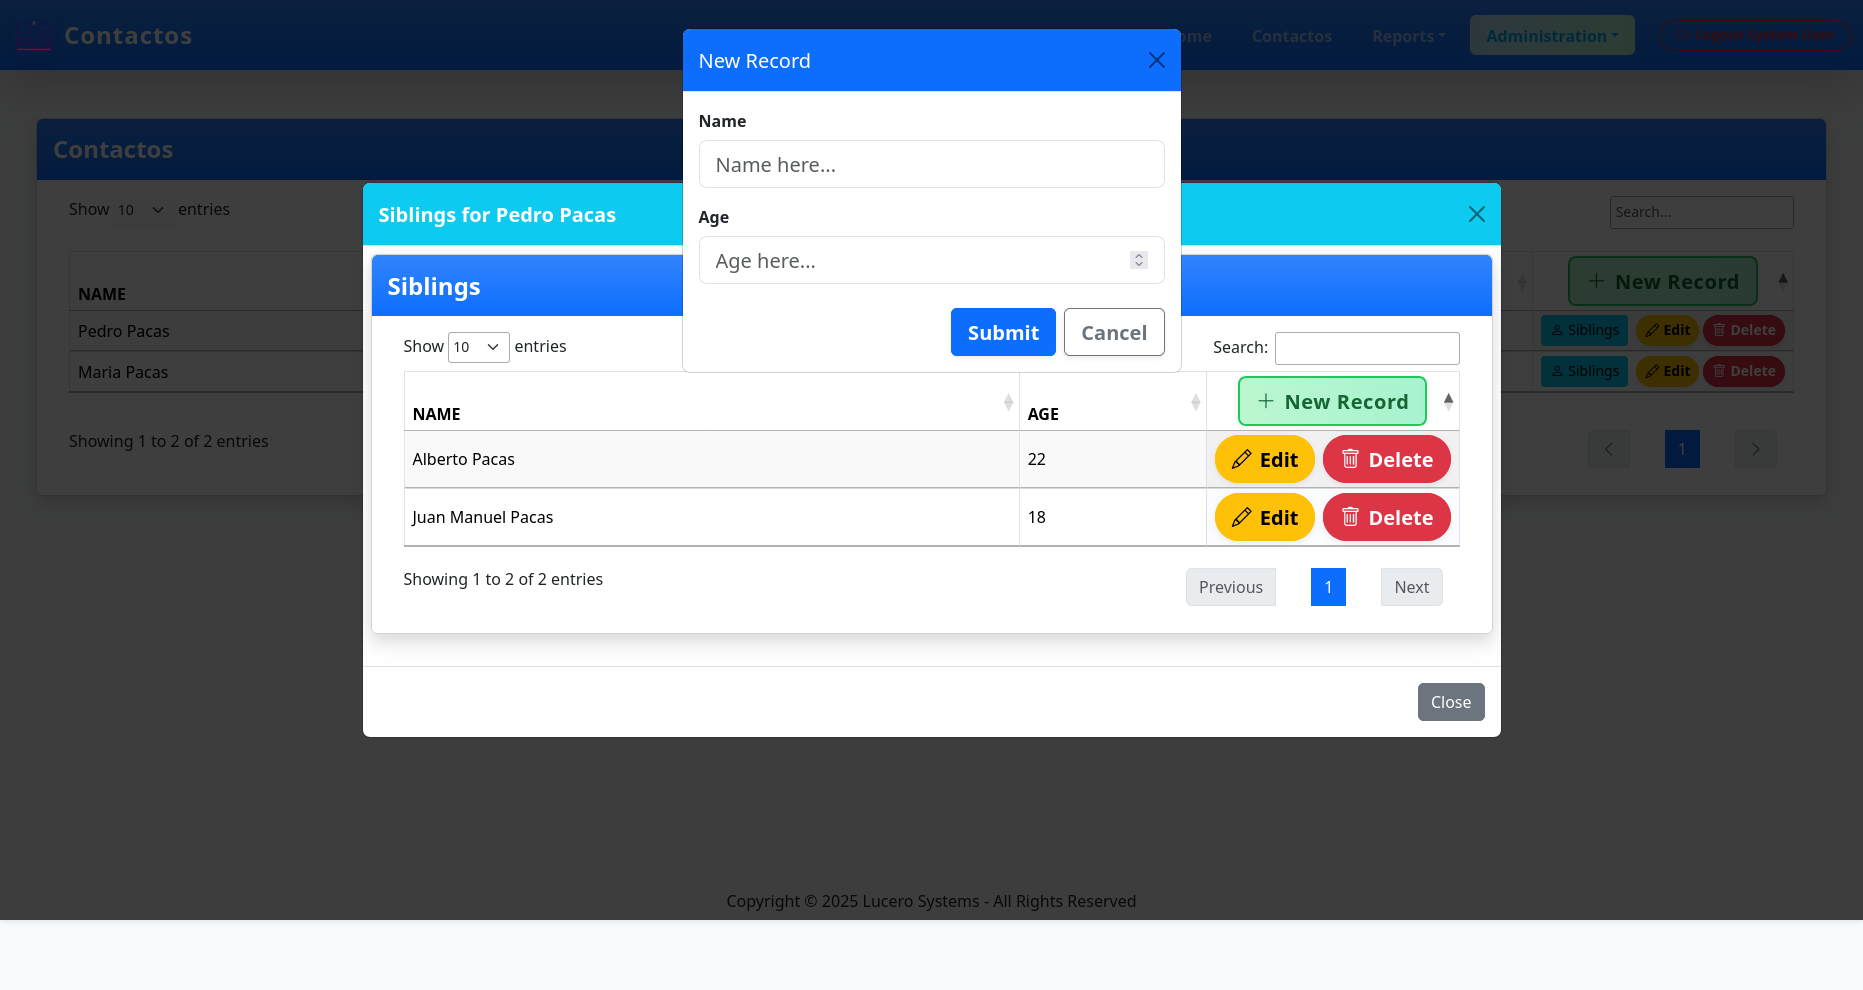 Contactos
ome Contactos Reports Administration Logout System User
New Record
Name
Name here...
Age
Age here...
Submit Cancel
Contactos
Show 10 entries
Search...
NAME
New Record
Pedro Pacas
Siblings Edit Delete
Maria Pacas
Siblings Edit Delete
Showing 1 to 2 of 2 entries
1
Siblings for Pedro Pacas
Siblings
Show 10 entries
Search:
NAME AGE New Record
Alberto Pacas 22 Edit Delete
Juan Manuel Pacas 18 Edit Delete
Showing 1 to 2 of 2 entries
Previous 1 Next
Close
Copyright © 2025 Lucero Systems - All Rights Reserved